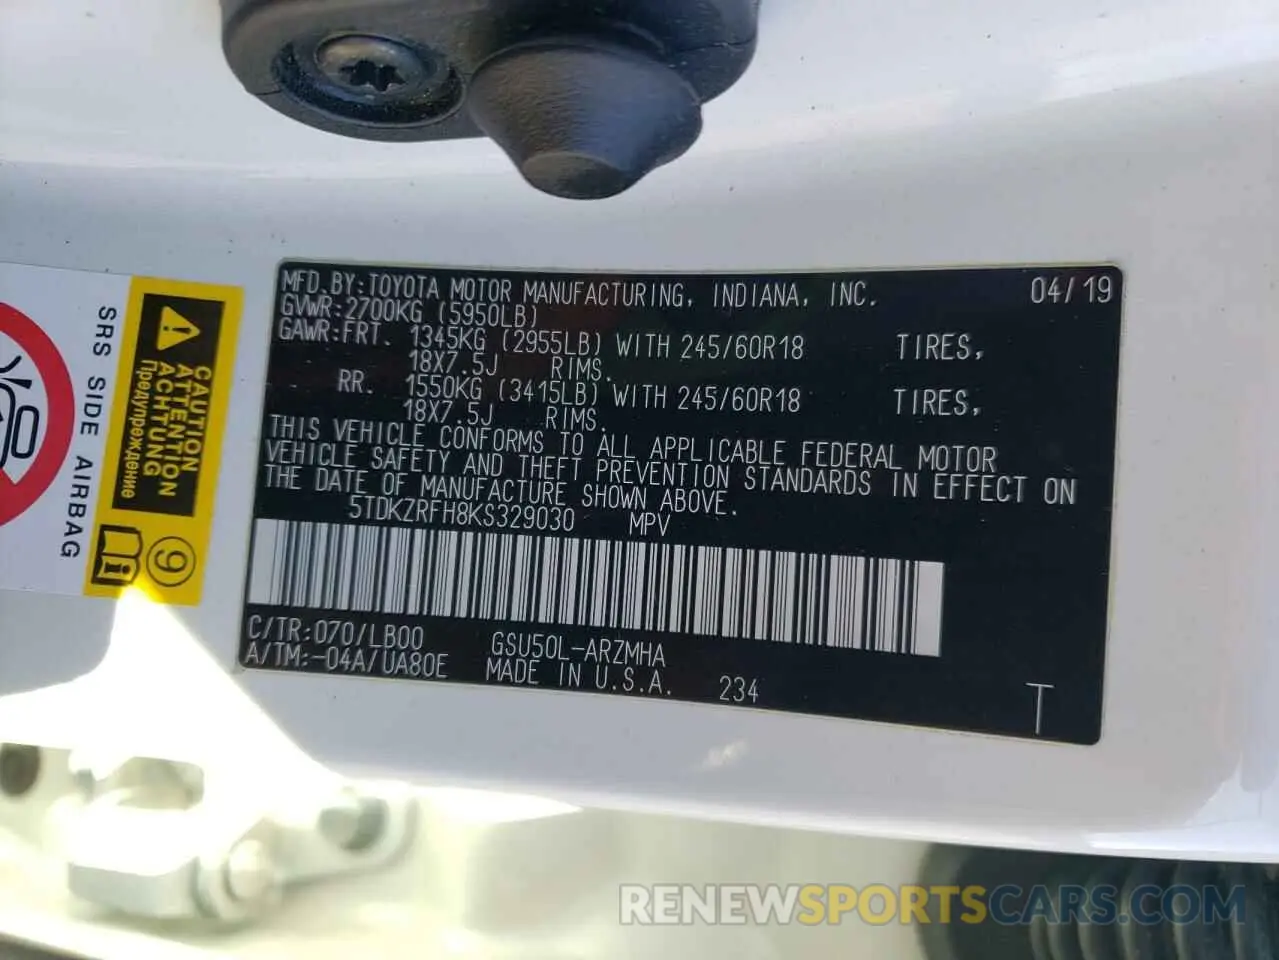 MFD.BY:TOYOTA MOTOR MANUFACTURING, INDIANA, INC. 04/19
GVWR:2700KG (5950LB)
GAWR:FRT. 1345KG (2955LB) WITH 245/60R18 TIRES,
18X7.5J RIMS.
RR. 1550KG (3415LB) WITH 245/60R18 TIRES,
18X7.5J RIMS.
THIS VEHICLE CONFORMS TO ALL APPLICABLE FEDERAL MOTOR
VEHICLE SAFETY AND THEFT PREVENTION STANDARDS IN EFFECT ON
THE DATE OF MANUFACTURE SHOWN ABOVE.
5TDKZRFH8KS329030 MPV
C/TR:070/LB00 GSU50L-ARZMHA
A/TM:-04A/UA80E MADE IN U.S.A. 234
T
SRS SIDE AIRBAG
CAUTION
ATTENTION
ACHTUNG
Предупреждение
9
i
RENEWSPORTSCARS.COM